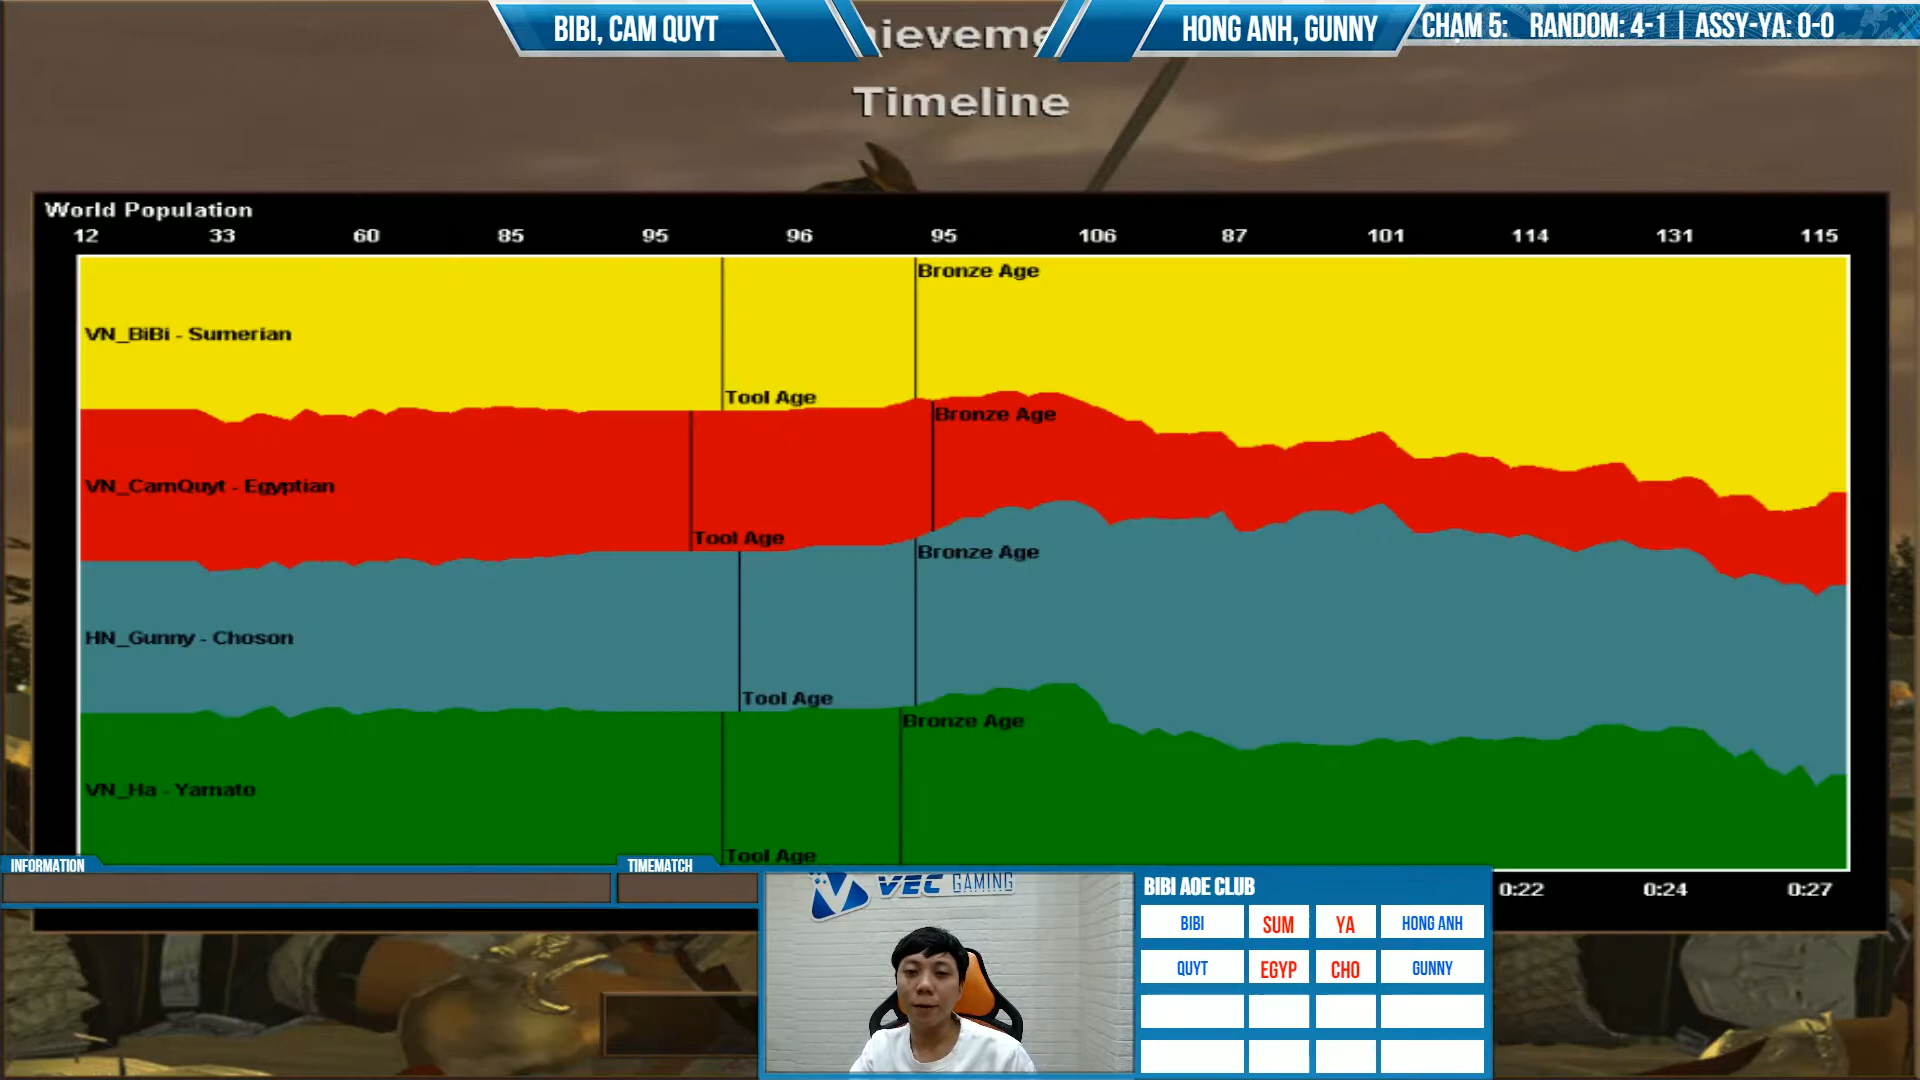 BIBI, CAM QUYT
HONG ANH, GUNNY
CHẠM 5: RANDOM: 4-1 | ASSY-YA: 0-0
Timeline
World Population
12 33 60 85 95 96 95 106 87 101 114 131 115
Bronze Age
VN_BiBi - Sumerian
Tool Age
Bronze Age
VN_CamQuyt - Egyptian
Tool Age
Bronze Age
HN_Gunny - Choson
Tool Age
Bronze Age
VN_Ha - Yamato
Tool Age
INFORMATION
TIMEMATCH
VEC GAMING
BIBI AOE CLUB
0:22 0:24 0:27
BIBI SUM YA HONG ANH
QUYT EGYP CHO GUNNY